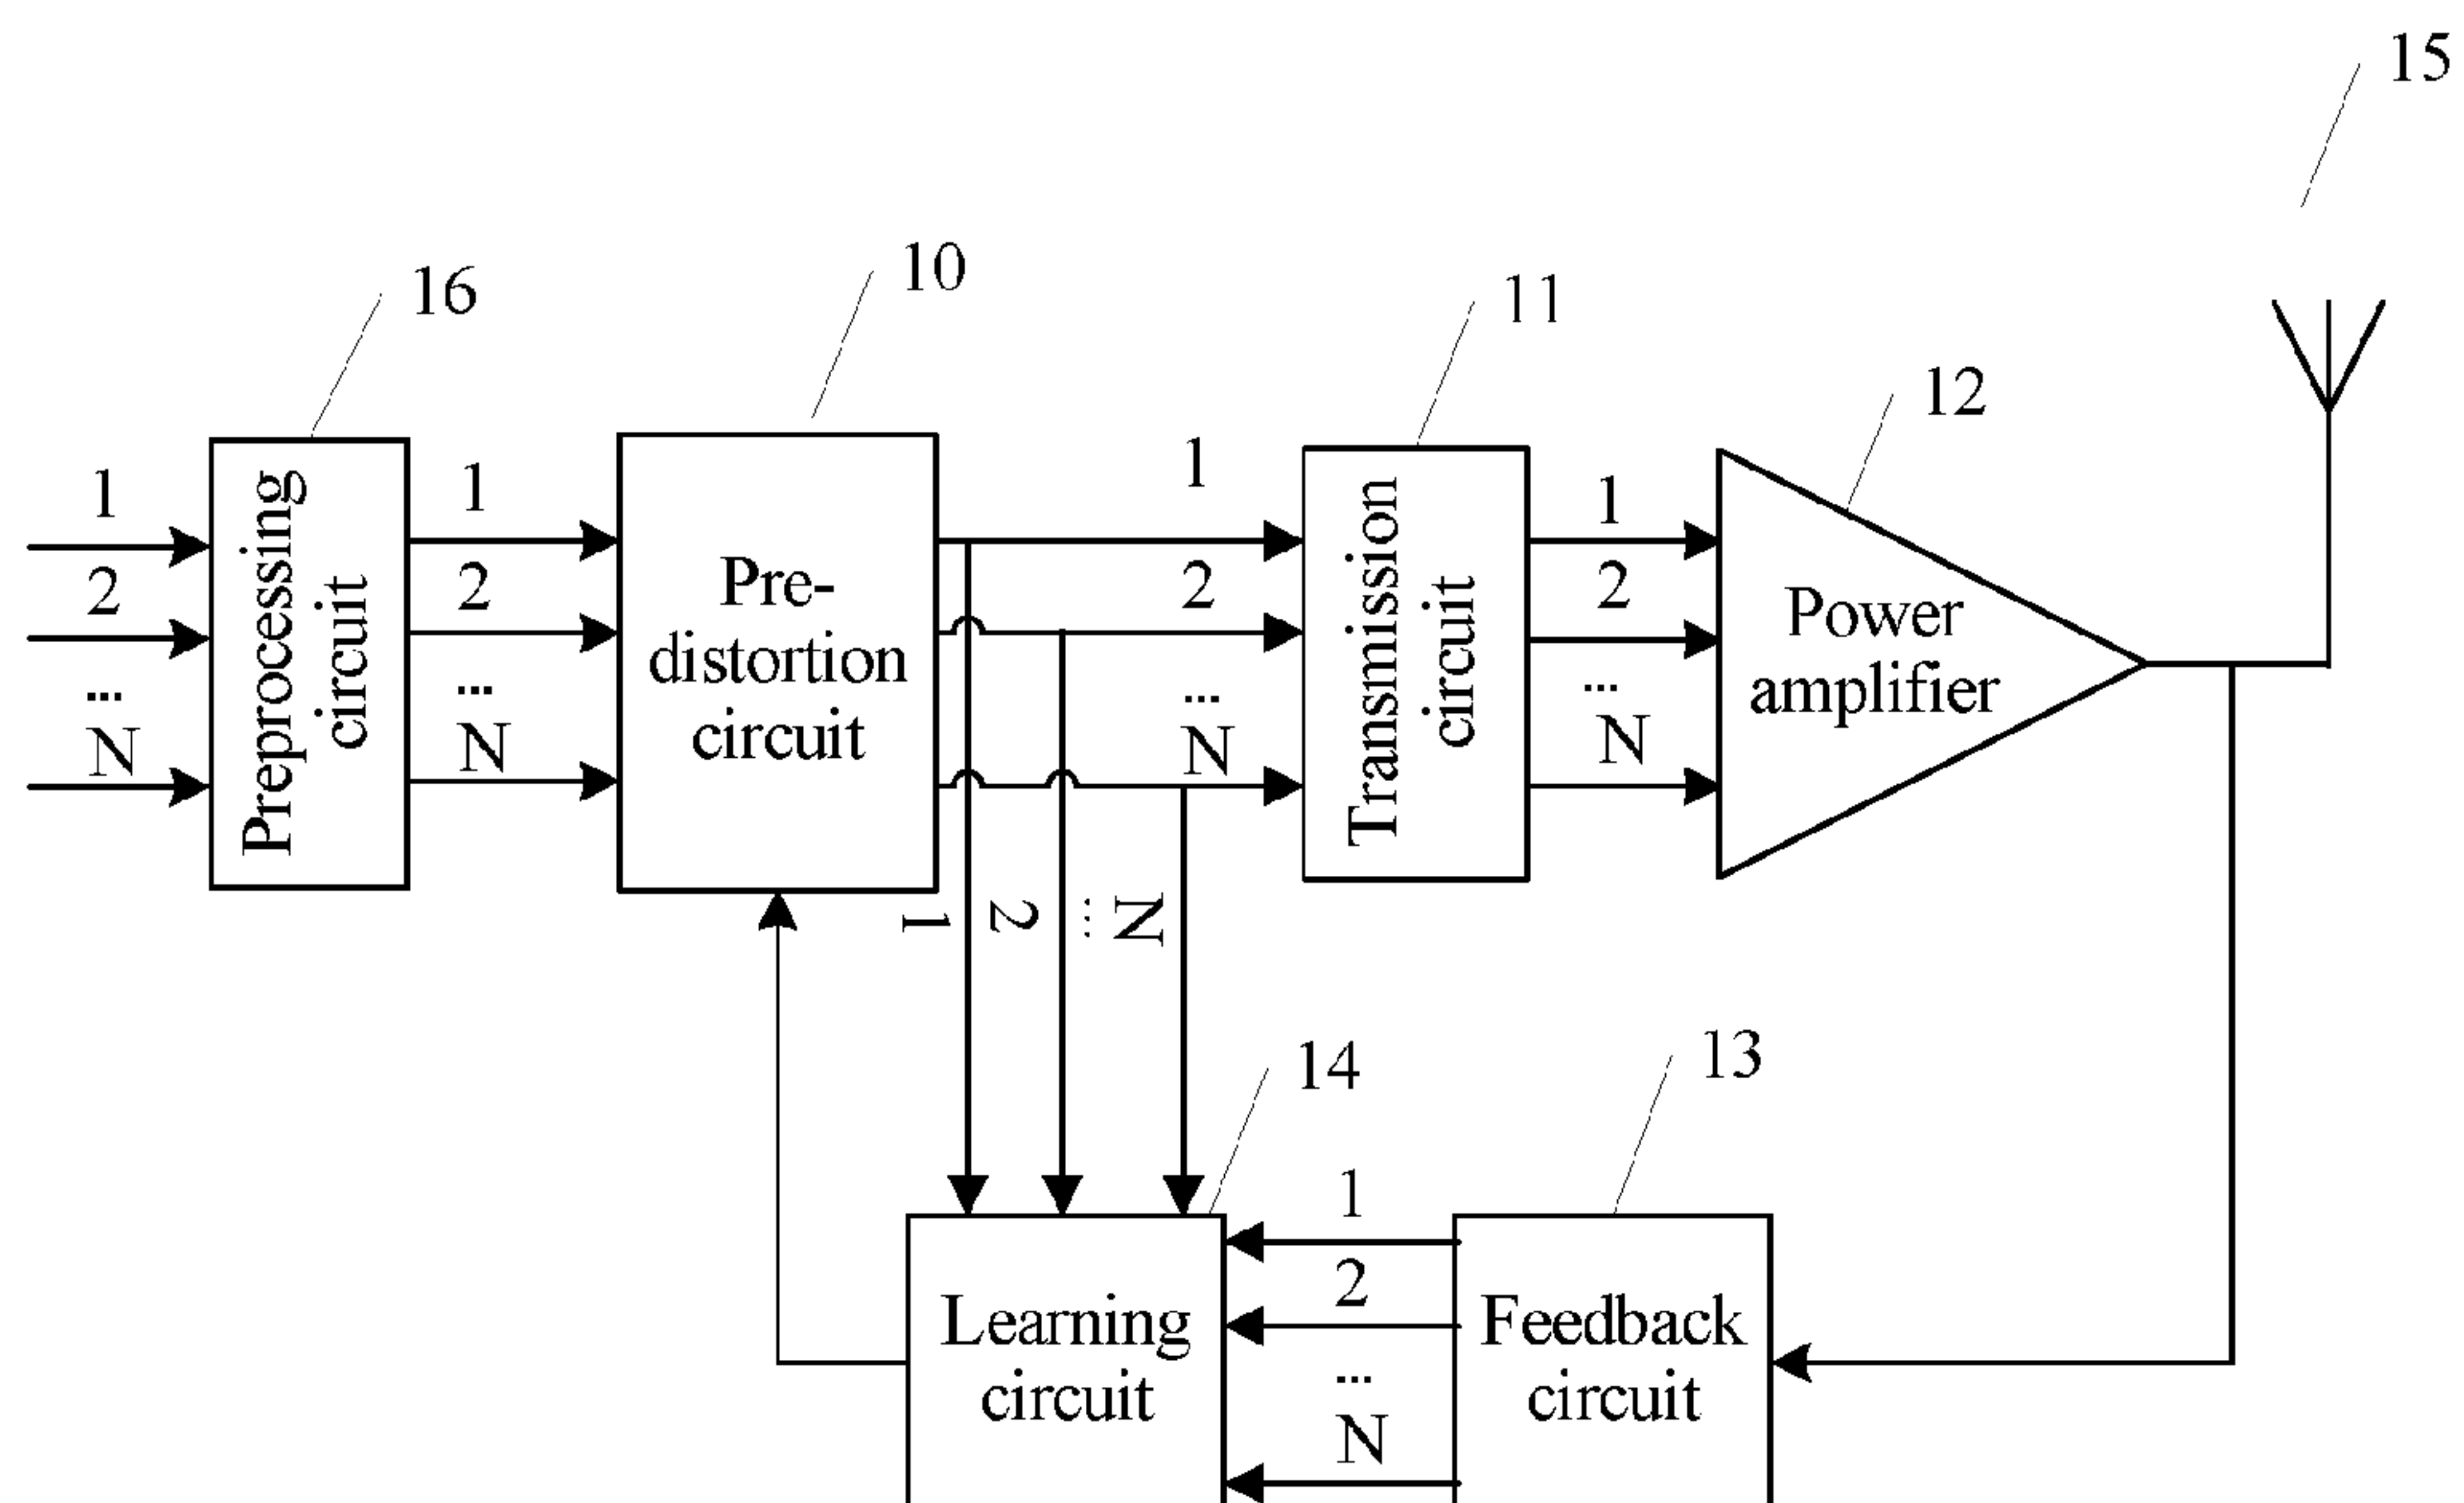 15
10
16
11
12
1
2
...
N
Preprocessing
circuit
1
2
...
N
Pre-
distortion
circuit
1
2
...
N
Transmission
circuit
1
2
...
N
Power
amplifier
1
2
...
N
14
13
Learning
circuit
1
2
...
N
Feedback
circuit